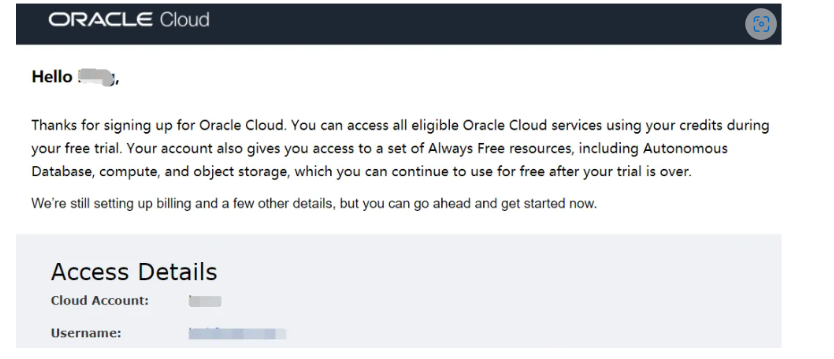 ORACLE Cloud
Hello
Thanks for signing up for Oracle Cloud. You can access all eligible Oracle Cloud services using your credits during
your free trial. Your account also gives you access to a set of Always Free resources, including Autonomous
Database, compute, and object storage, which you can continue to use for free after your trial is over.
We're still setting up billing and a few other details, but you can go ahead and get started now.
Access Details
Cloud Account:
Username: